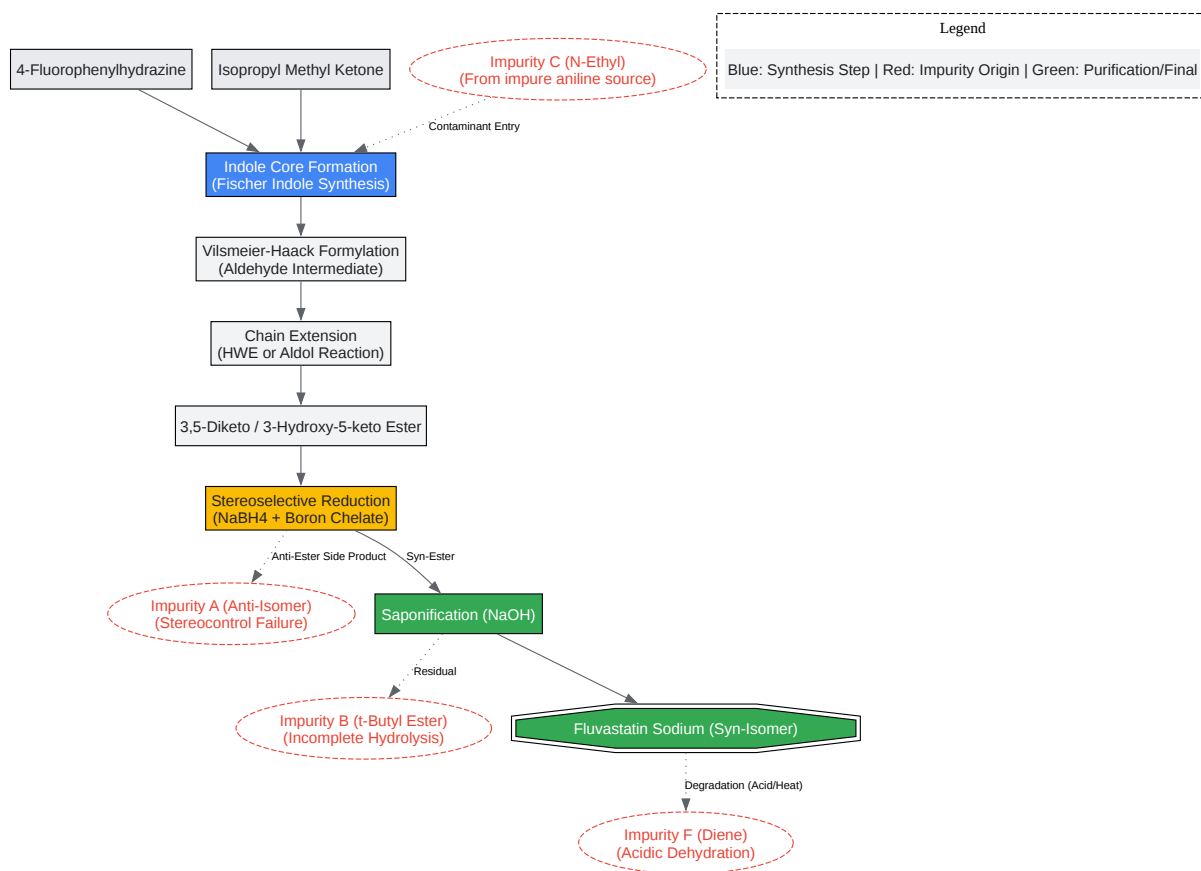 Legend
Blue: Synthesis Step | Red: Impurity Origin | Green: Purification/Final
4-Fluorophenylhydrazine
Isopropyl Methyl Ketone
Impurity C (N-Ethyl)
(From impure aniline source)
Contaminant Entry
Indole Core Formation
(Fischer Indole Synthesis)
Vilsmeier-Haack Formylation
(Aldehyde Intermediate)
Chain Extension
(HWE or Aldol Reaction)
3,5-Diketo / 3-Hydroxy-5-keto Ester
Stereoselective Reduction
(NaBH4 + Boron Chelate)
Anti-Ester Side Product
Syn-Ester
Impurity A (Anti-Isomer)
(Stereocontrol Failure)
Saponification (NaOH)
Residual
Impurity B (t-Butyl Ester)
(Incomplete Hydrolysis)
Fluvastatin Sodium (Syn-Isomer)
Degradation (Acid/Heat)
Impurity F (Diene)
(Acidic Dehydration)